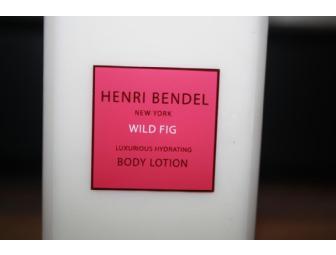 HENRI BENDEL
NEW YORK
WILD FIG
LUXURIOUS HYDRATING
BODY LOTION